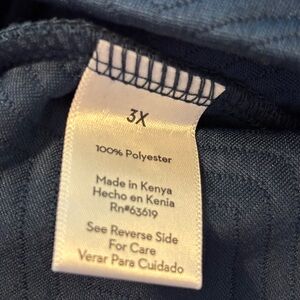 3X
100% Polyester
Made in Kenya
Hecho en Kenia
Rn#63619
See Reverse Side
For Care
Verar Para Cuidado